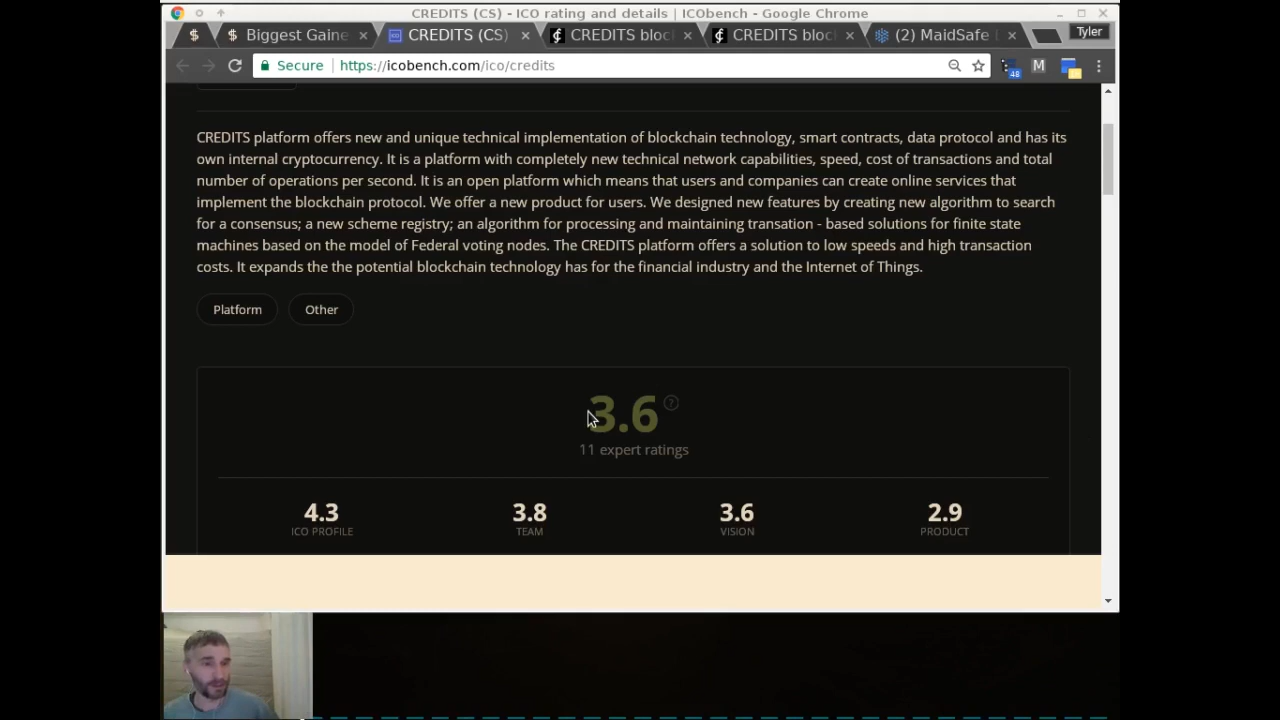 CREDITS (CS) - ICO rating and details | ICObench - Google Chrome
$ $ Biggest Gaine CREDITS (CS) CREDITS bloc CREDITS bloc (2) MaidSafe Tyler
Secure https://icobench.com/ico/credits 48 M
CREDITS platform offers new and unique technical implementation of blockchain technology, smart contracts, data protocol and has its
own internal cryptocurrency. It is a platform with completely new technical network capabilities, speed, cost of transactions and total
number of operations per second. It is an open platform which means that users and companies can create online services that
implement the blockchain protocol. We offer a new product for users. We designed new features by creating new algorithm to search
for a consensus; a new scheme registry; an algorithm for processing and maintaining transation - based solutions for finite state
machines based on the model of Federal voting nodes. The CREDITS platform offers a solution to low speeds and high transaction
costs. It expands the the potential blockchain technology has for the financial industry and the Internet of Things.
Platform Other
3.6 ?
11 expert ratings
4.3 3.8 3.6 2.9
ICO PROFILE TEAM VISION PRODUCT